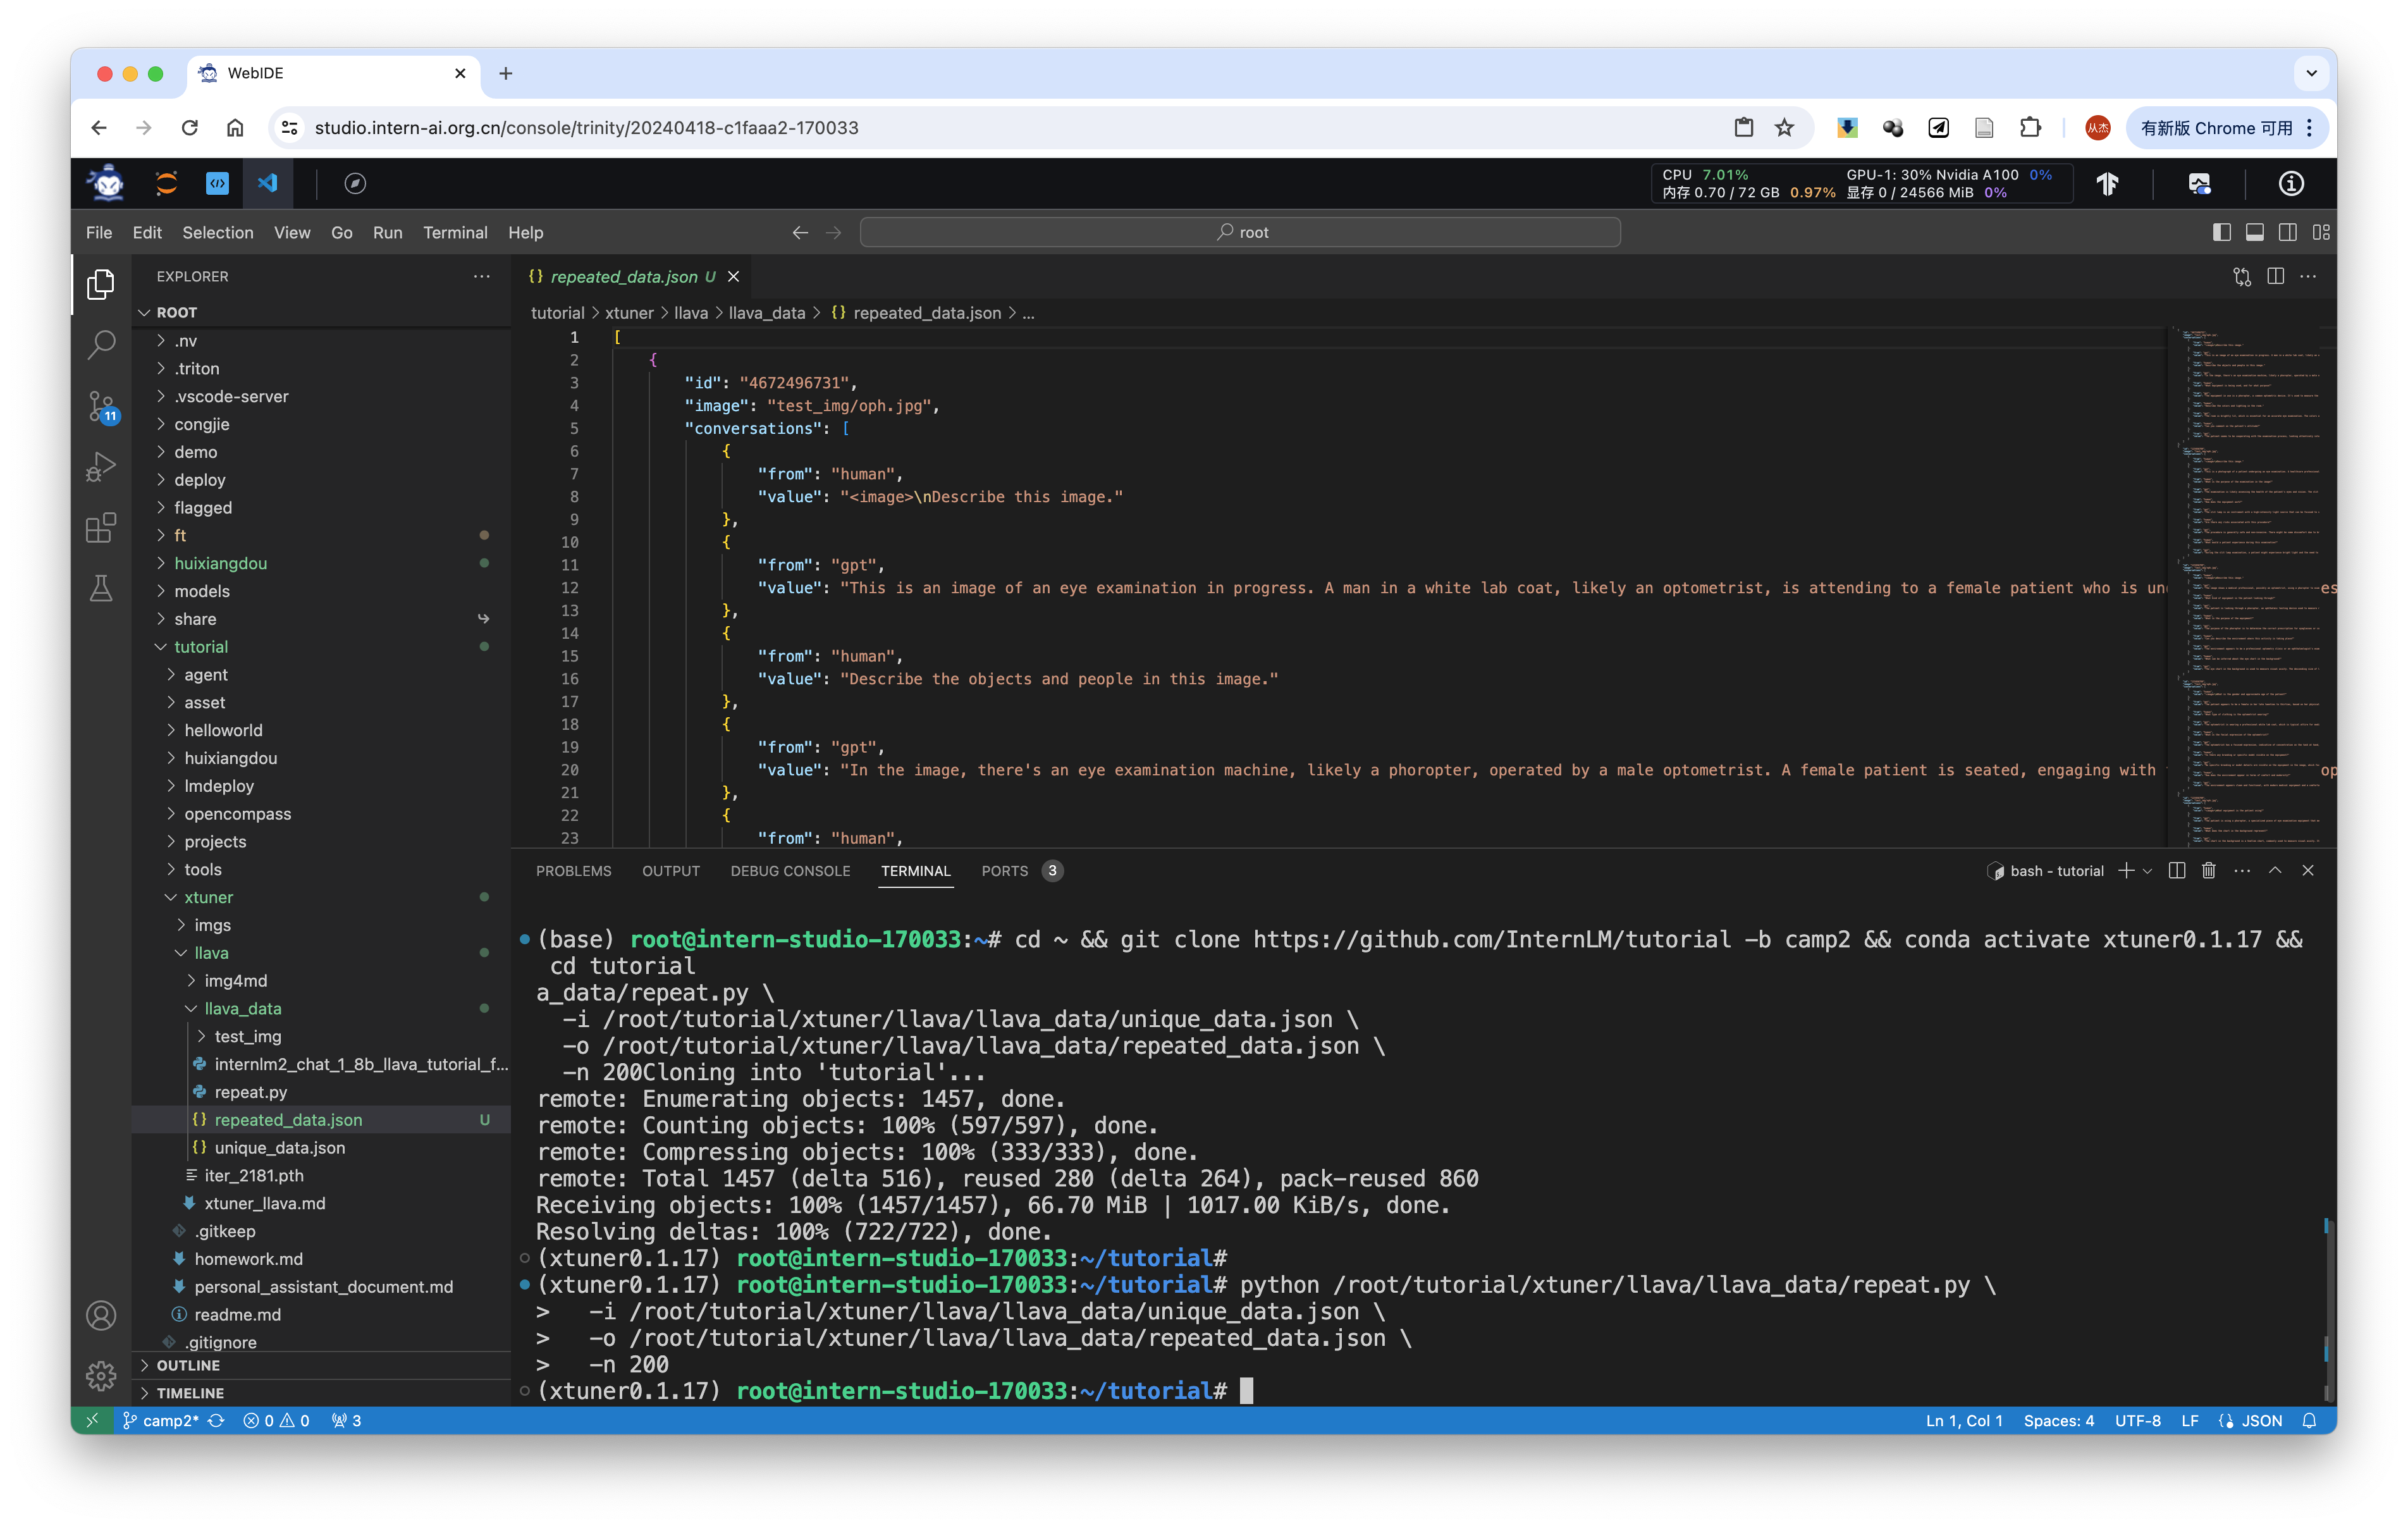 WebIDE
studio.intern-ai.org.cn/console/trinity/20240418-c1faaa2-170033
从杰
有新版 Chrome 可用
CPU 7.01% GPU-1: 30% Nvidia A100 0%
内存 0.70 / 72 GB 0.97% 显存 0 / 24566 MiB 0%
File Edit Selection View Go Run Terminal Help
root
EXPLORER
ROOT
.nv
.triton
.vscode-server
congjie
demo
deploy
flagged
ft
huixiangdou
models
share
tutorial
agent
asset
helloworld
huixiangdou
lmdeploy
opencompass
projects
tools
xtuner
imgs
llava
img4md
llava_data
test_img
internlm2_chat_1_8b_llava_tutorial_f...
repeat.py
repeated_data.json U
unique_data.json
iter_2181.pth
xtuner_llava.md
.gitkeep
homework.md
personal_assistant_document.md
readme.md
.gitignore
OUTLINE
TIMELINE
11
{} repeated_data.json U
tutorial > xtuner > llava > llava_data > {} repeated_data.json > ...
1 [
2 {
3 "id": "4672496731",
4 "image": "test_img/oph.jpg",
5 "conversations": [
6 {
7 "from": "human",
8 "value": "<image>\nDescribe this image."
9 },
10 {
11 "from": "gpt",
12 "value": "This is an image of an eye examination in progress. A man in a white lab coat, likely an optometrist, is attending to a female patient who is un
13 },
14 {
15 "from": "human",
16 "value": "Describe the objects and people in this image."
17 },
18 {
19 "from": "gpt",
20 "value": "In the image, there's an eye examination machine, likely a phoropter, operated by a male optometrist. A female patient is seated, engaging with
21 },
22 {
23 "from": "human",
PROBLEMS OUTPUT DEBUG CONSOLE TERMINAL PORTS 3
bash - tutorial
(base) root@intern-studio-170033:~# cd ~ && git clone https://github.com/InternLM/tutorial -b camp2 && conda activate xtuner0.1.17 &&
cd tutorial
a_data/repeat.py \
-i /root/tutorial/xtuner/llava/llava_data/unique_data.json \
-o /root/tutorial/xtuner/llava/llava_data/repeated_data.json \
-n 200Cloning into 'tutorial'...
remote: Enumerating objects: 1457, done.
remote: Counting objects: 100% (597/597), done.
remote: Compressing objects: 100% (333/333), done.
remote: Total 1457 (delta 516), reused 280 (delta 264), pack-reused 860
Receiving objects: 100% (1457/1457), 66.70 MiB | 1017.00 KiB/s, done.
Resolving deltas: 100% (722/722), done.
(xtuner0.1.17) root@intern-studio-170033:~/tutorial#
(xtuner0.1.17) root@intern-studio-170033:~/tutorial# python /root/tutorial/xtuner/llava/llava_data/repeat.py \
> -i /root/tutorial/xtuner/llava/llava_data/unique_data.json \
> -o /root/tutorial/xtuner/llava/llava_data/repeated_data.json \
> -n 200
(xtuner0.1.17) root@intern-studio-170033:~/tutorial#
camp2* 0 0 3
Ln 1, Col 1 Spaces: 4 UTF-8 LF JSON